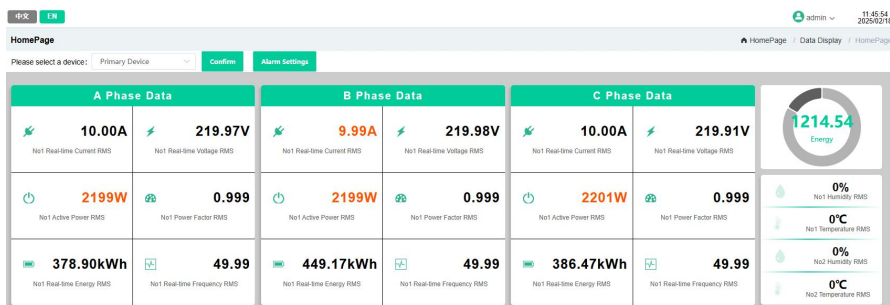 中文 EN admin 11:45:54
2025/02/18
HomePage HomePage / Data Display / HomePage
Please select a device: Primary Device Confirm Alarm Settings
A Phase Data B Phase Data C Phase Data
10.00A 219.97V 9.99A 219.98V 10.00A 219.91V
No1 Real-time Current RMS No1 Real-time Voltage RMS No1 Real-time Current RMS No1 Real-time Voltage RMS No1 Real-time Current RMS No1 Real-time Voltage RMS
1214.54
Energy
2199W 0.999 2199W 0.999 2201W 0.999
No1 Active Power RMS No1 Power Factor RMS No1 Active Power RMS No1 Power Factor RMS No1 Active Power RMS No1 Power Factor RMS
0%
No1 Humidity RMS
0℃
No1 Temperature RMS
378.90kWh 49.99 449.17kWh 49.99 386.47kWh 49.99
No1 Real-time Energy RMS No1 Real-time Frequency RMS No1 Real-time Energy RMS No1 Real-time Frequency RMS No1 Real-time Energy RMS No1 Real-time Frequency RMS
0%
No2 Humidity RMS
0℃
No2 Temperature RMS